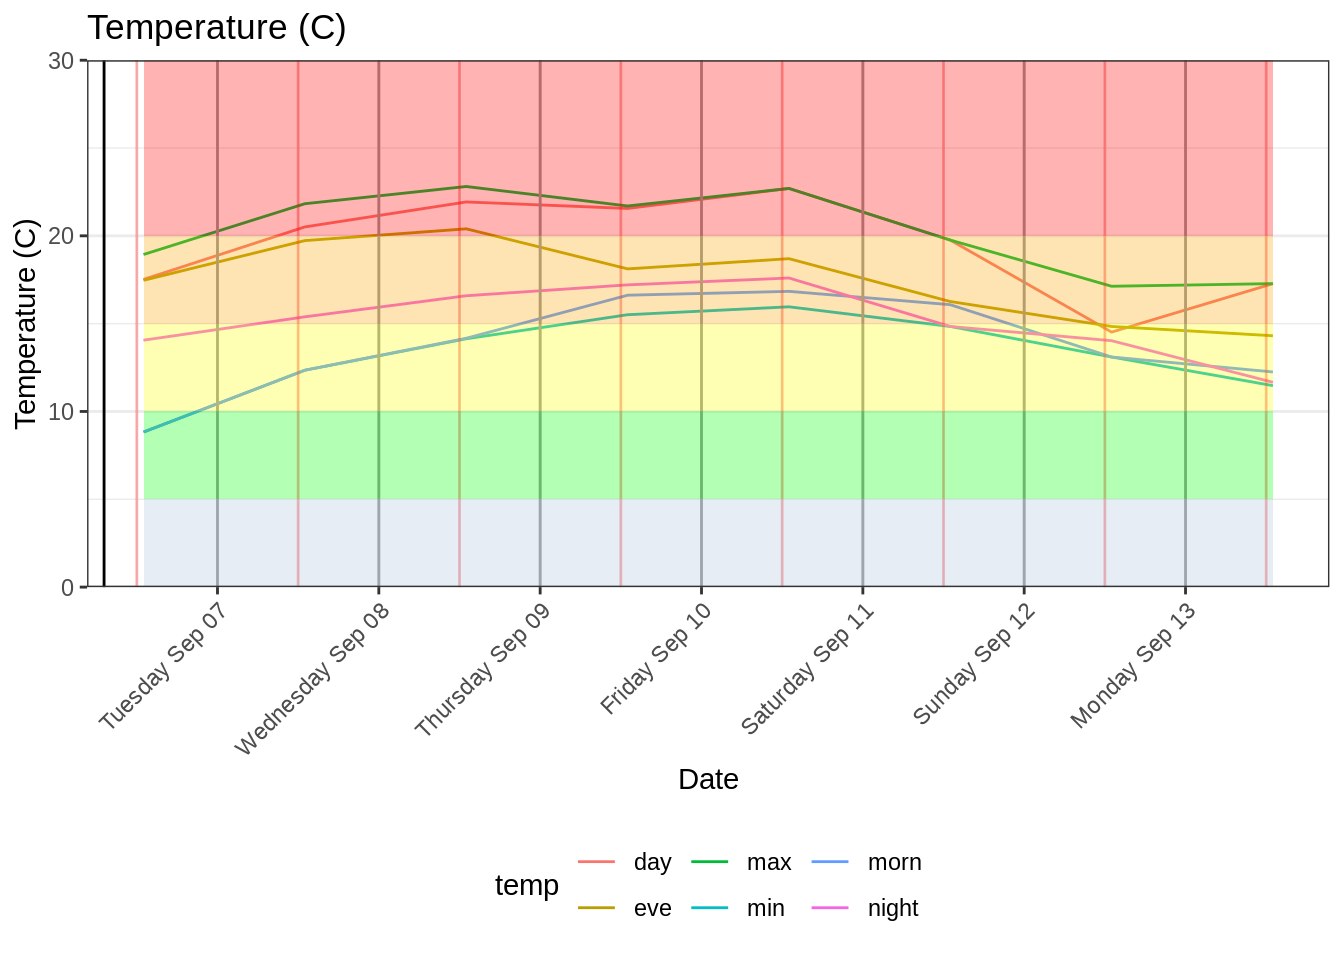 Temperature (C)
30
20
10
0
Temperature (C)
Tuesday Sep 07
Wednesday Sep 08
Thursday Sep 09
Friday Sep 10
Saturday Sep 11
Sunday Sep 12
Monday Sep 13
Date
temp
day max morn
eve min night